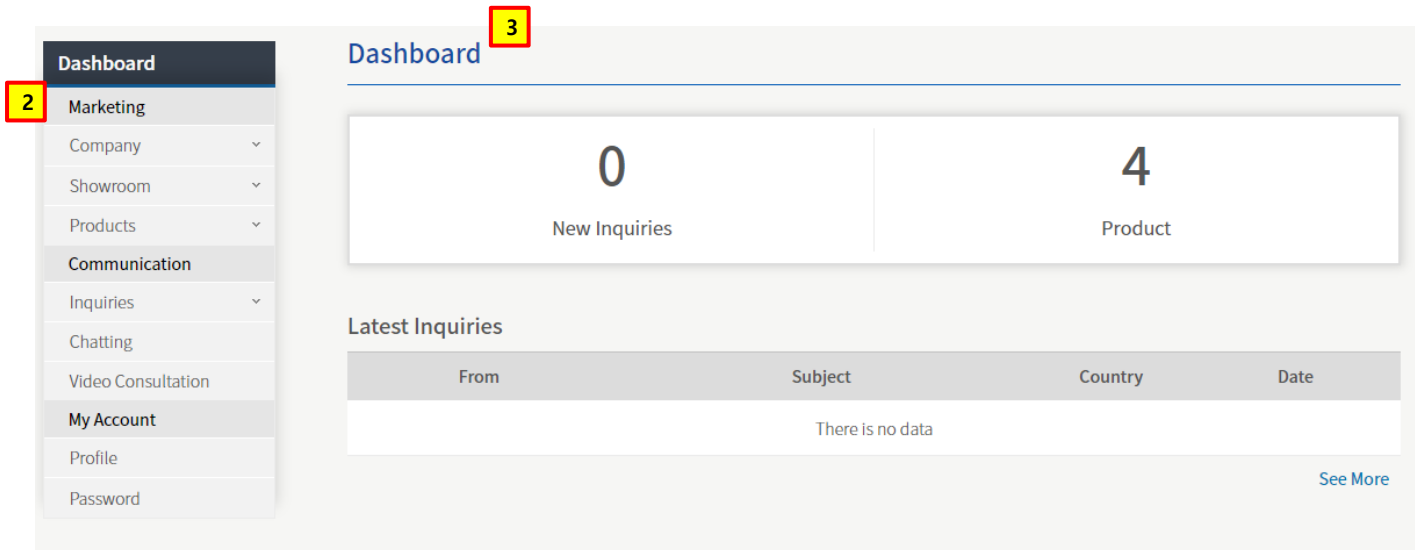 3
Dashboard
Dashboard
2
Marketing
Company
Showroom
Products
Communication
Inquiries
Chatting
Video Consultation
My Account
Profile
Password
0
New Inquiries
4
Product
Latest Inquiries
From Subject Country Date
There is no data
See More